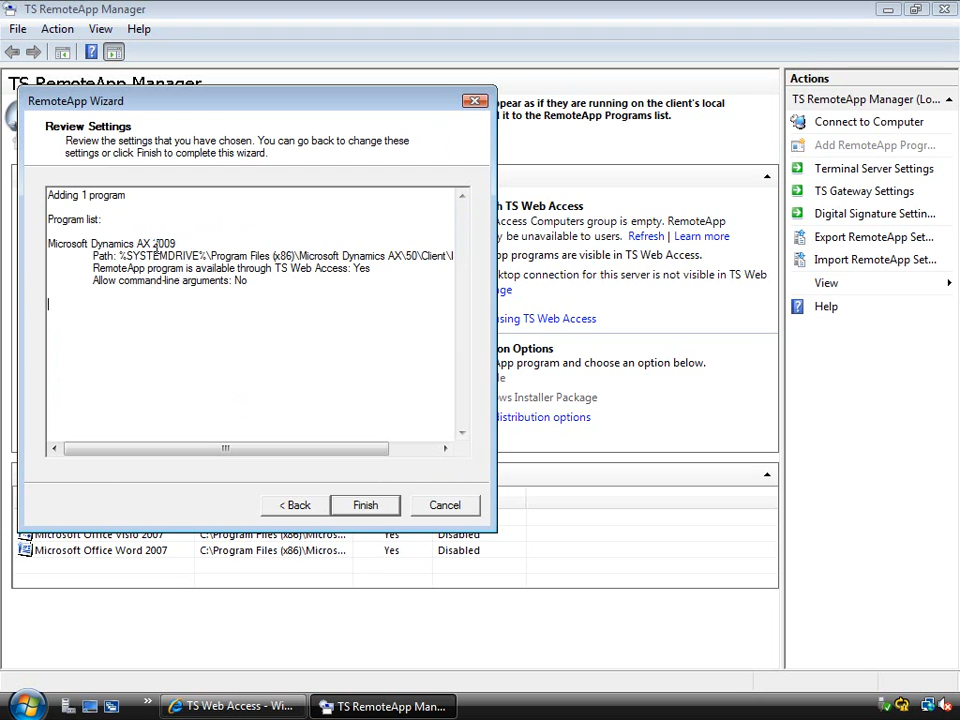 TS RemoteApp Manager
File Action View Help
TS RemoteApp Manager
RemoteApp Wizard
Review Settings
Review the settings that you have chosen. You can go back to change these
settings or click Finish to complete this wizard.
Adding 1 program
Program list:
Microsoft Dynamics AX 2009
Path: %SYSTEMDRIVE%\Program Files (x86)\Microsoft Dynamics AX\50\Client\
RemoteApp program is available through TS Web Access: Yes
Allow command-line arguments: No
< Back Finish Cancel
pear as if they are running on the client's local
d it to the RemoteApp Programs list.
h TS Web Access
Access Computers group is empty. RemoteApp
ay be unavailable to users. Refresh | Learn more
pp programs are visible in TS Web Access.
sktop connection for this server is not visible in TS Web
nge
using TS Web Access
on Options
App program and choose an option below.
le
ws Installer Package
distribution options
Microsoft Office Visio 2007 C:\Program Files (x86)\Micros... Yes Disabled
Microsoft Office Word 2007 C:\Program Files (x86)\Micros... Yes Disabled
Actions
TS RemoteApp Manager (Lo...
Connect to Computer
Add RemoteApp Progr...
Terminal Server Settings
TS Gateway Settings
Digital Signature Settin...
Export RemoteApp Set...
Import RemoteApp Set...
View
Help
TS Web Access - Wi...
TS RemoteApp Man...